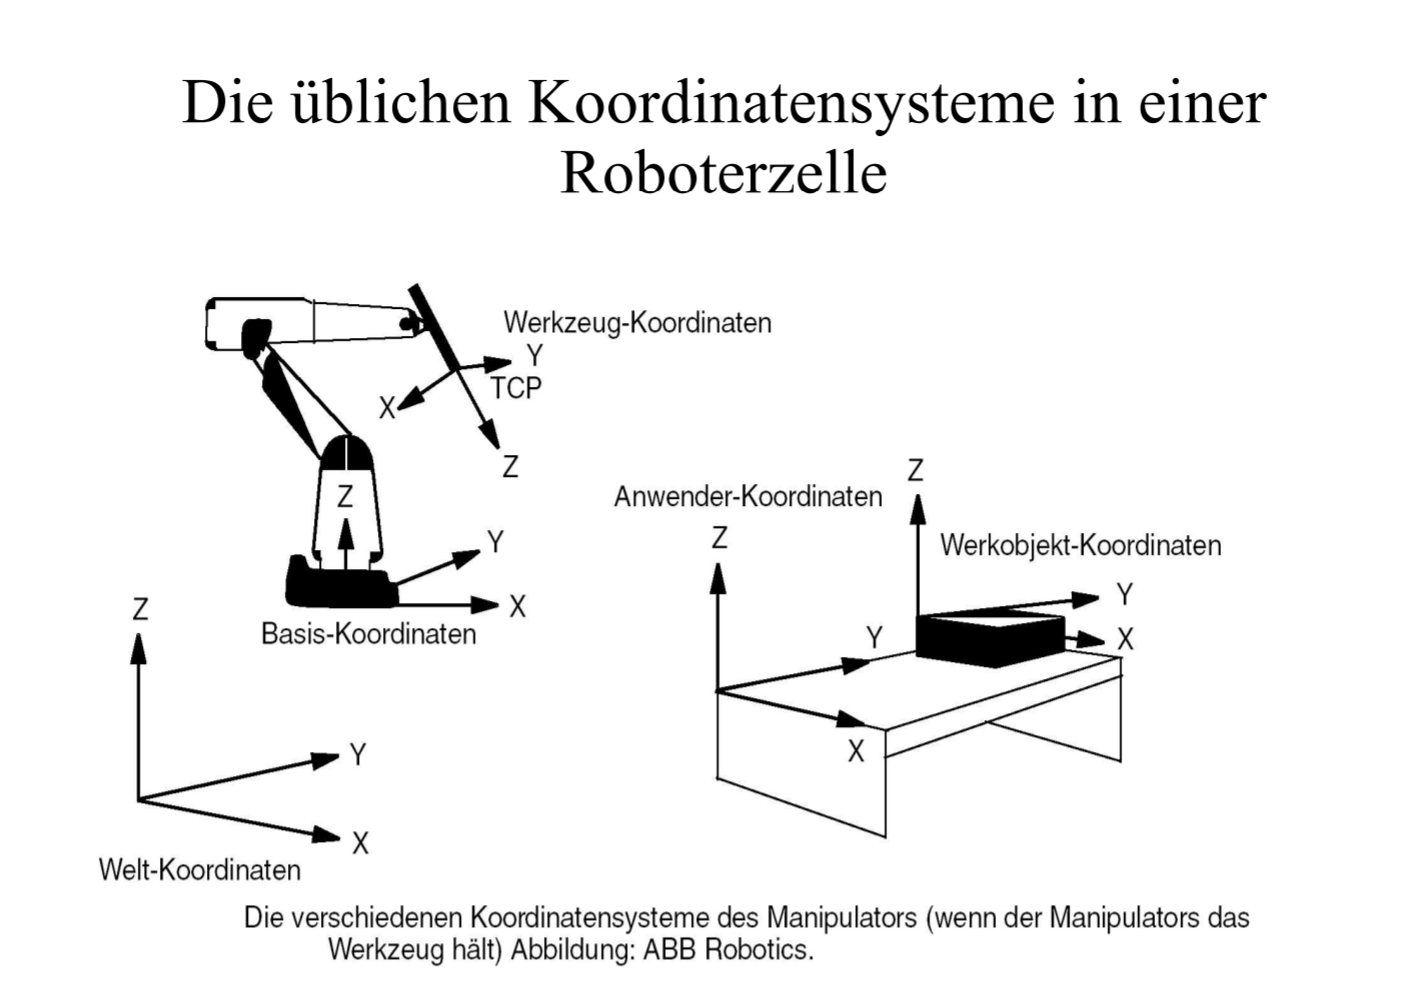 Die üblichen Koordinatensysteme in einer
Roboterzelle
Werkzeug-Koordinaten
Y
TCP
X
Z
Z
Y
X
Basis-Koordinaten
Z
Y
X
Welt-Koordinaten
Anwender-Koordinaten
Z
Y
X
Z
Werkobjekt-Koordinaten
Y
X
Die verschiedenen Koordinatensysteme des Manipulators (wenn der Manipulators das
Werkzeug hält) Abbildung: ABB Robotics.